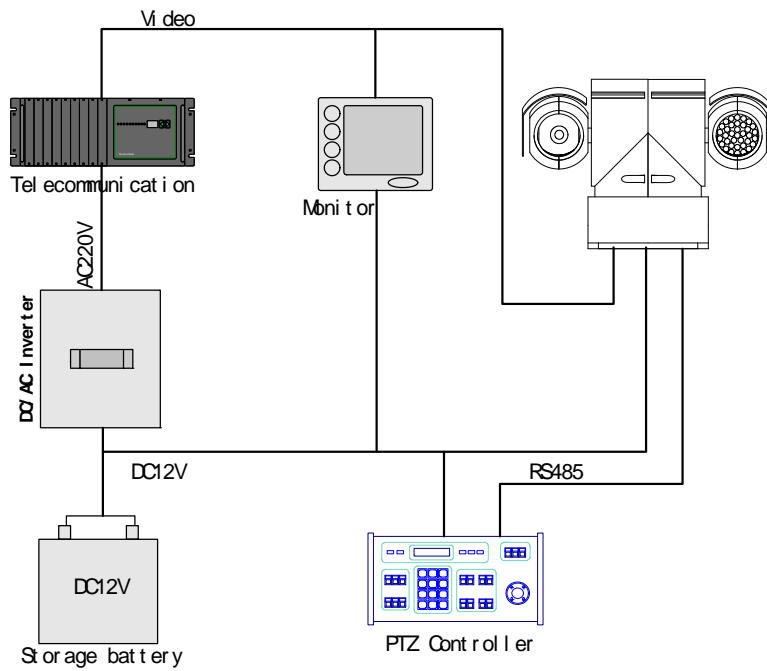 Video
Telecommunication
Monitor
AC220V
DC/AC Inverter
DC12V
RS485
DC12V
Storage battery
PTZ Controller